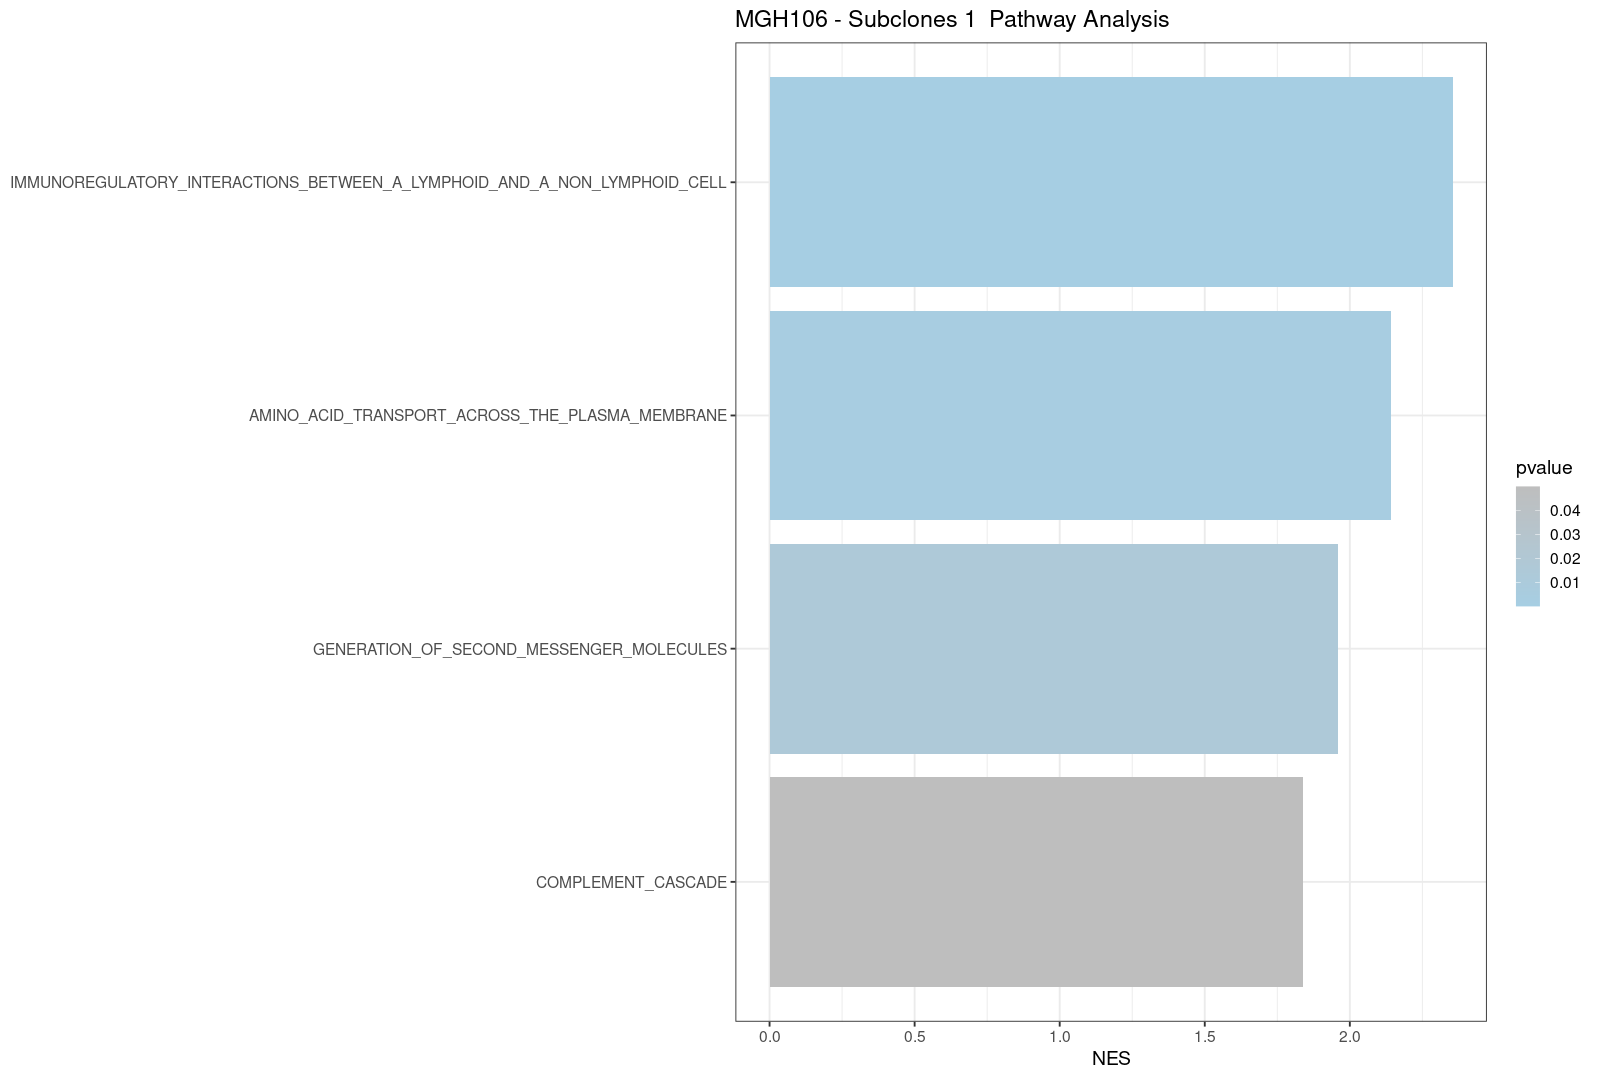 MGH106 - Subclones 1  Pathway Analysis
IMMUNOREGULATORY_INTERACTIONS_BETWEEN_A_LYMPHOID_AND_A_NON_LYMPHOID_CELL
AMINO_ACID_TRANSPORT_ACROSS_THE_PLASMA_MEMBRANE
GENERATION_OF_SECOND_MESSENGER_MOLECULES
COMPLEMENT_CASCADE
0.0 0.5 1.0 1.5 2.0
NES
pvalue
0.04
0.03
0.02
0.01